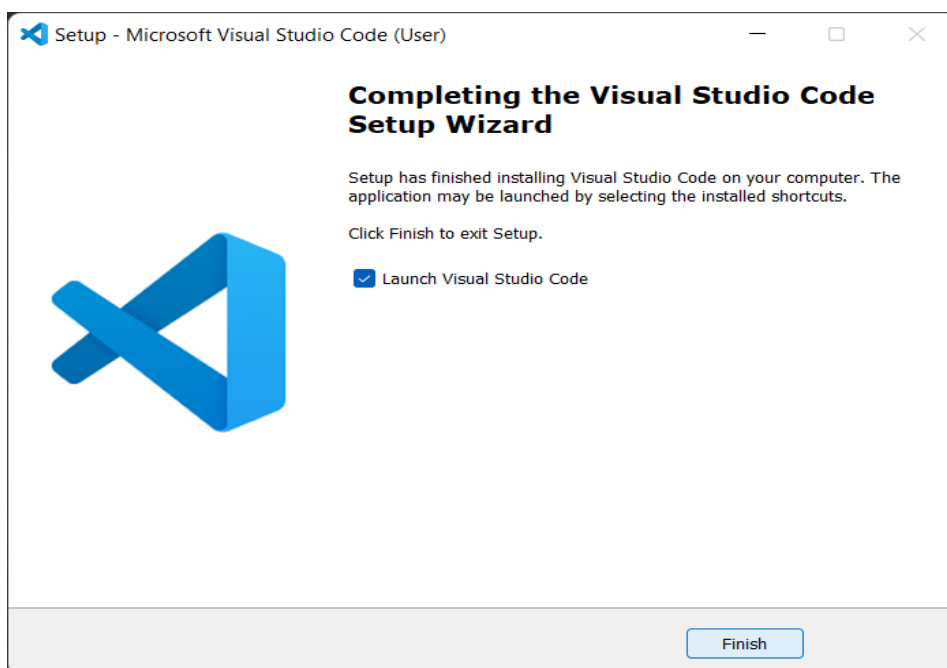 Setup - Microsoft Visual Studio Code (User)
Completing the Visual Studio Code
Setup Wizard
Setup has finished installing Visual Studio Code on your computer. The
application may be launched by selecting the installed shortcuts.
Click Finish to exit Setup.
Launch Visual Studio Code
Finish